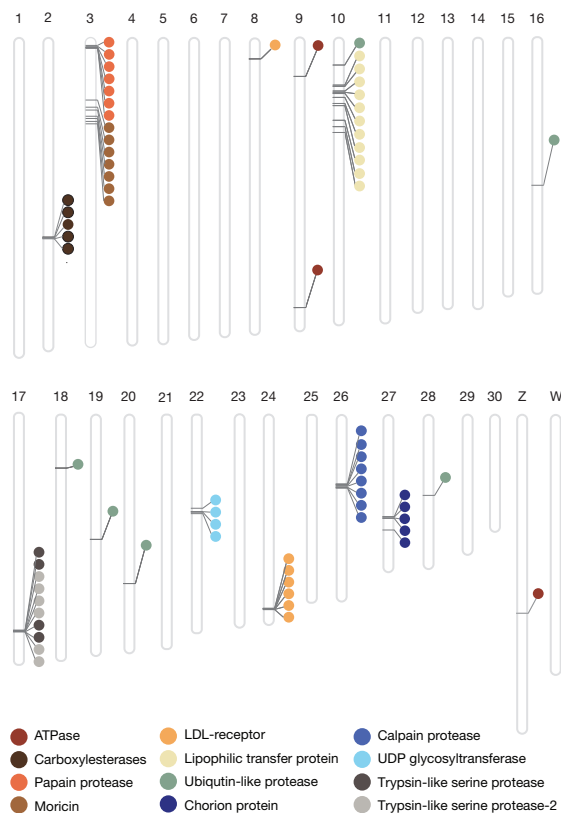 1 2 3 4 5 6 7 8 9 10 11 12 13 14 15 16
17 18 19 20 21 22 23 24 25 26 27 28 29 30 Z W
ATPase
Carboxylesterases
Papain protease
Moricin
LDL-receptor
Lipophilic transfer protein
Ubiqutin-like protease
Chorion protein
Calpain protease
UDP glycosyltransferase
Trypsin-like serine protease
Trypsin-like serine protease-2